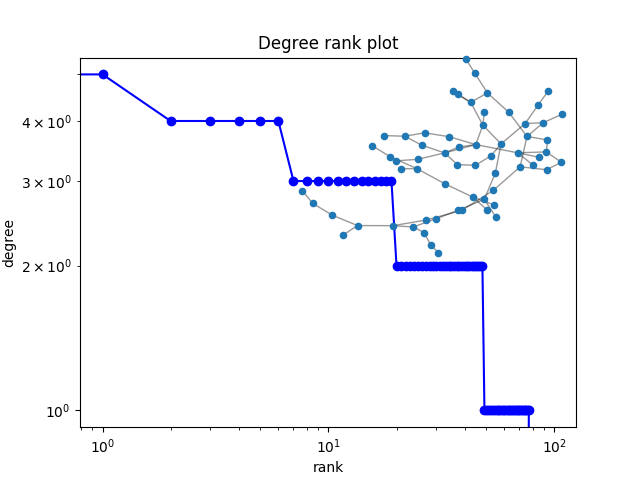 Degree rank plot
degree
4 × 10⁰
3 × 10⁰
2 × 10⁰
10⁰
10⁰ 10¹ 10²
rank